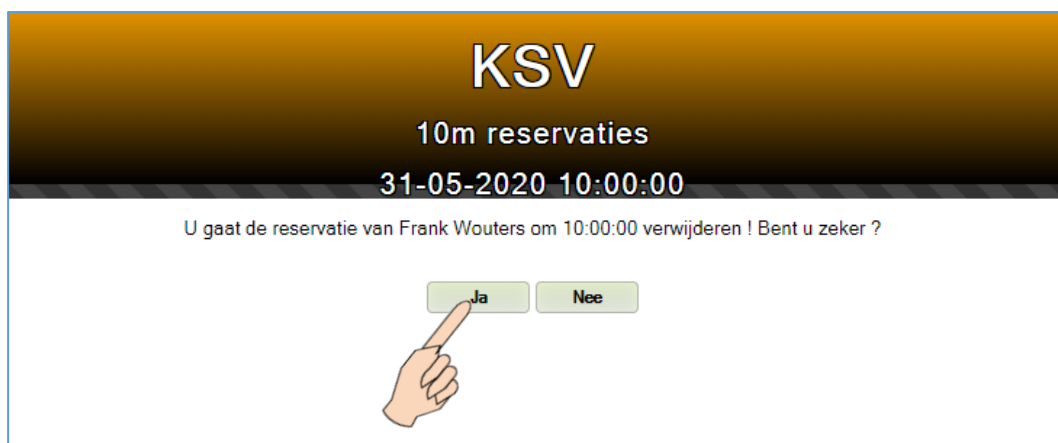 KSV
10m reservaties
31-05-2020 10:00:00
U gaat de reservatie van Frank Wouters om 10:00:00 verwijderen ! Bent u zeker ?
Ja Nee